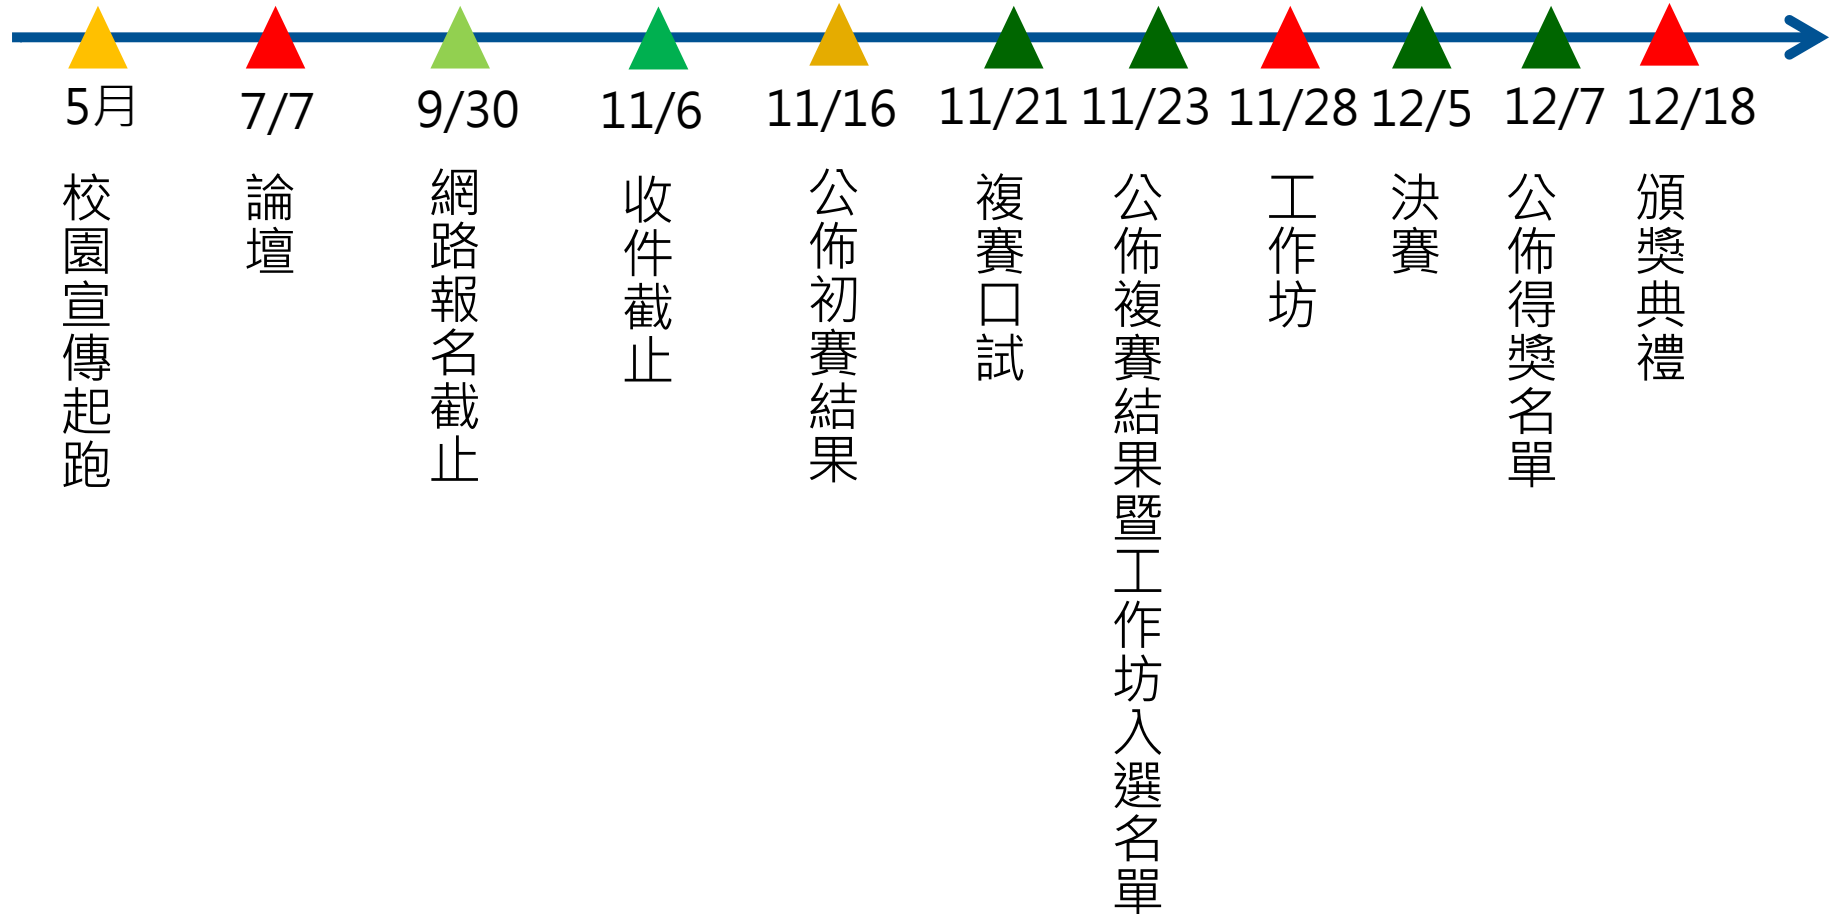 5月
7/7
9/30
11/6
11/16
11/21
11/23
11/28
12/5
12/7
12/18
校園宣傳起跑
論壇
網路報名截止
收件截止
公佈初賽結果
複賽口試
公佈複賽結果暨工作坊入選名單
工作坊
決賽
公佈得獎名單
頒獎典禮